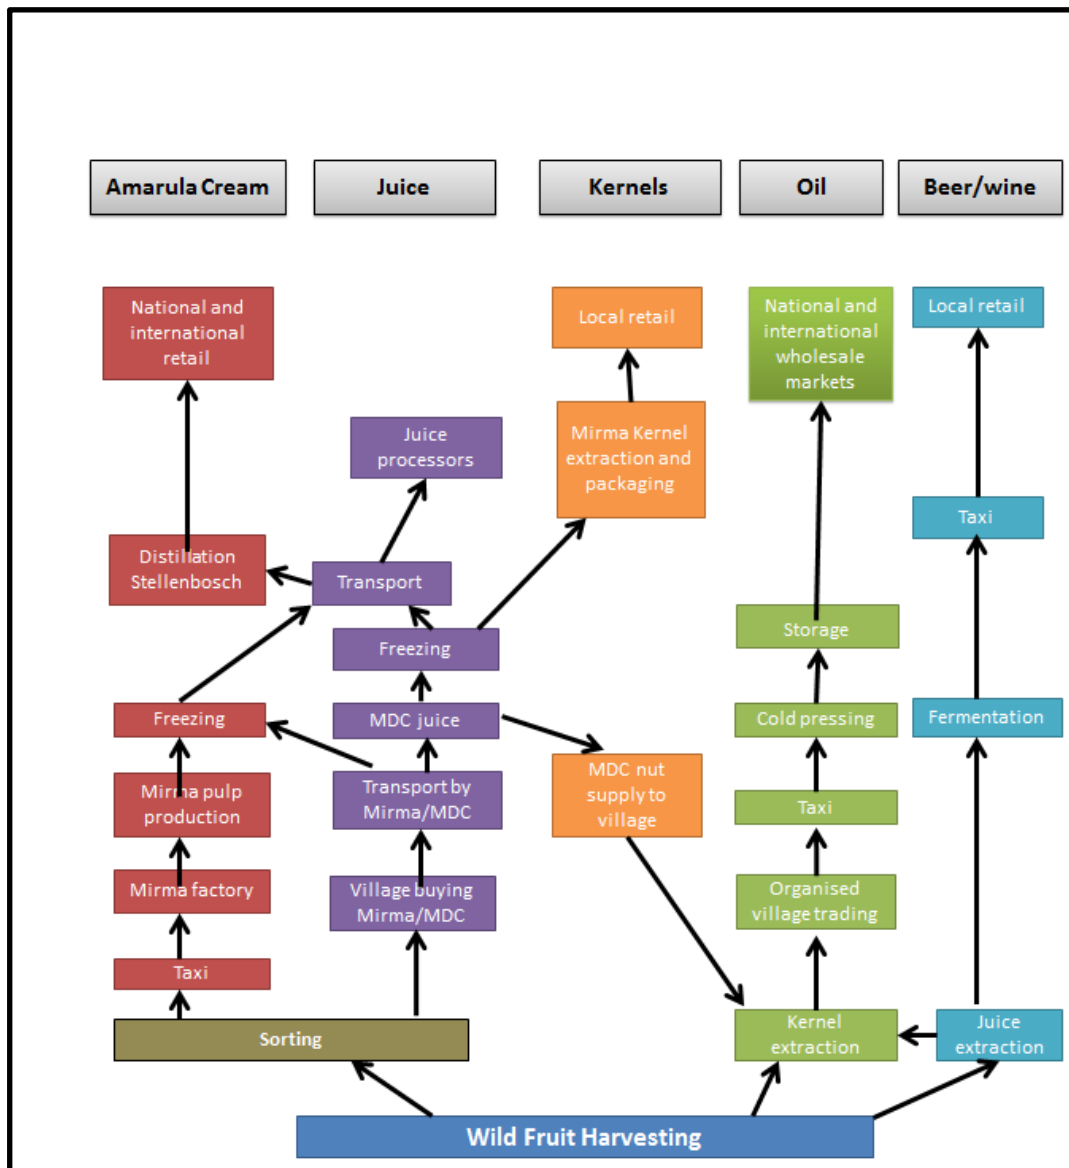 Amarula Cream
Juice
Kernels
Oil
Beer/wine
National and
international
retail
Local retail
National and
international
wholesale
markets
Local retail
Juice
processors
Mirma Kernel
extraction and
packaging
Taxi
Distillation
Stellenbosch
Transport
Storage
Freezing
Freezing
MDC juice
Cold pressing
Fermentation
Mirma pulp
production
Transport by
Mirma/MDC
MDC nut
supply to
village
Taxi
Mirma factory
Village buying
Mirma/MDC
Organised
village trading
Taxi
Sorting
Kernel
extraction
Juice
extraction
Wild Fruit Harvesting